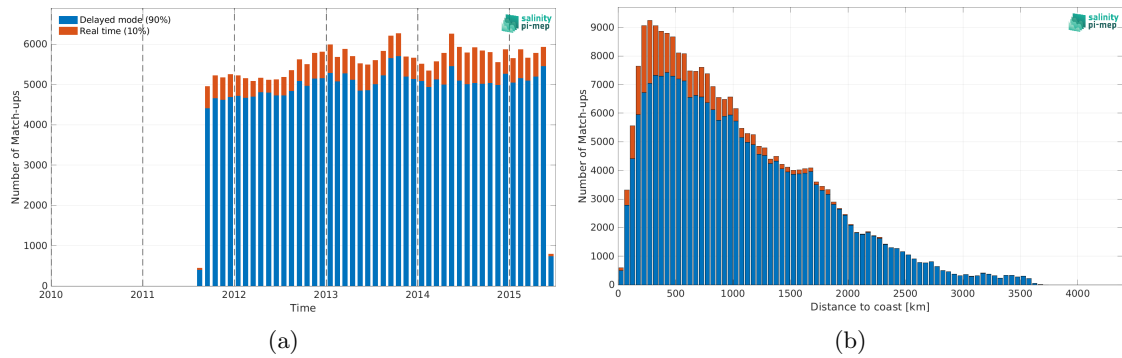 Delayed mode (90%)
Real time (10%)
salinity
pi-mep
Number of Match-ups
6000
5000
4000
3000
2000
1000
0
2010
2011
2012
2013
2014
2015
Time
(a)
salinity
pi-mep
Number of Match-ups
9000
8000
7000
6000
5000
4000
3000
2000
1000
0
0
500
1000
1500
2000
2500
3000
3500
4000
Distance to coast [km]
(b)